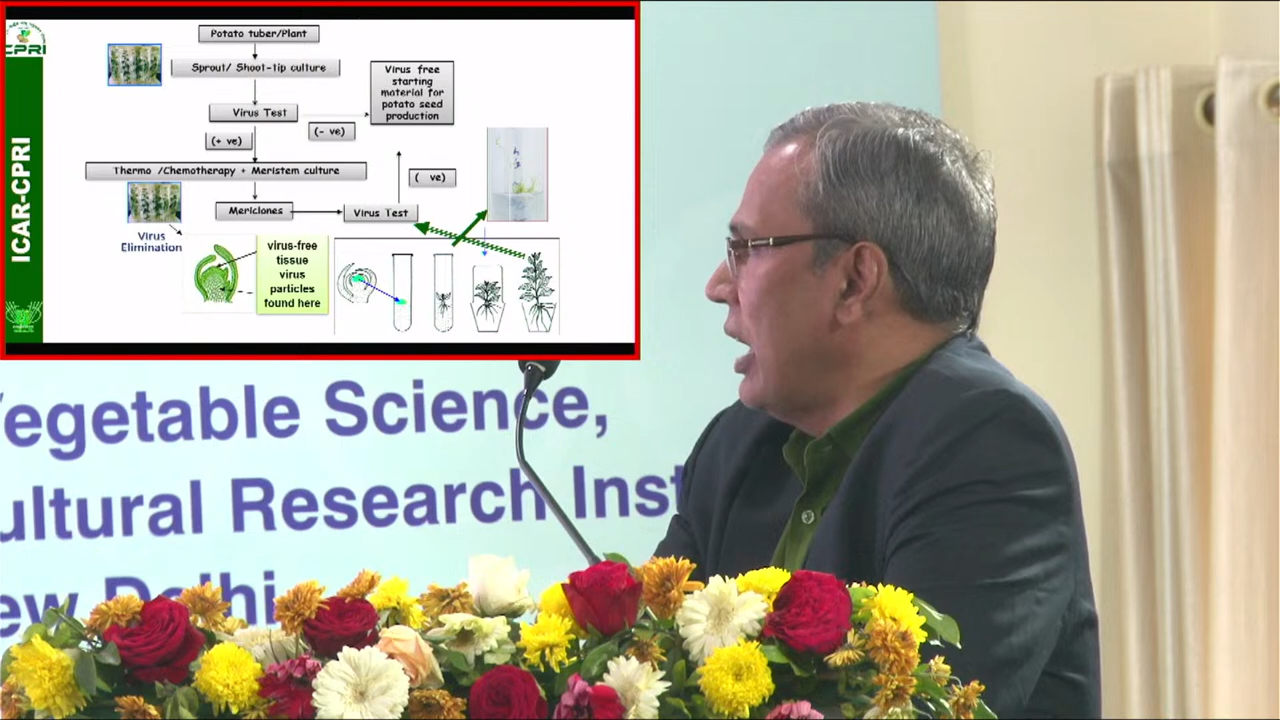 CPRI
ICAR-CPRI
Potato tuber/Plant
Sprout/ Shoot-tip culture
Virus Test
(+ ve)
(- ve)
Virus free
starting
material for
potato seed
production
Thermo /Chemotherapy + Meristem culture
( ve)
Mericlones
Virus Test
Virus
Elimination
virus-free
tissue
virus
particles
found here
Vegetable Science,
ultural Research Inst
ew Delhi